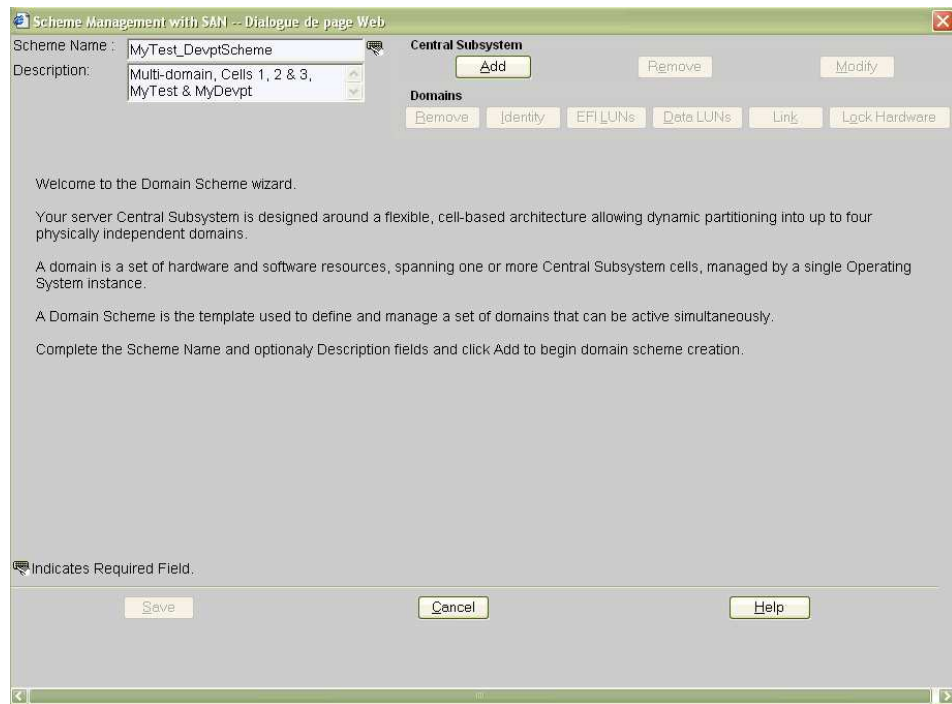 Scheme Management with SAN -- Dialogue de page Web
Scheme Name :
MyTest_DevptScheme
Description:
Multi-domain, Cells 1, 2 & 3,
MyTest & MyDevpt
Central Subsystem
Add
Remove
Modify
Domains
Remove
Identity
EFI LUNs
Data LUNs
Link
Lock Hardware
Welcome to the Domain Scheme wizard.
Your server Central Subsystem is designed around a flexible, cell-based architecture allowing dynamic partitioning into up to four
physically independent domains.
A domain is a set of hardware and software resources, spanning one or more Central Subsystem cells, managed by a single Operating
System instance.
A Domain Scheme is the template used to define and manage a set of domains that can be active simultaneously.
Complete the Scheme Name and optionaly Description fields and click Add to begin domain scheme creation.
Indicates Required Field.
Save
Cancel
Help